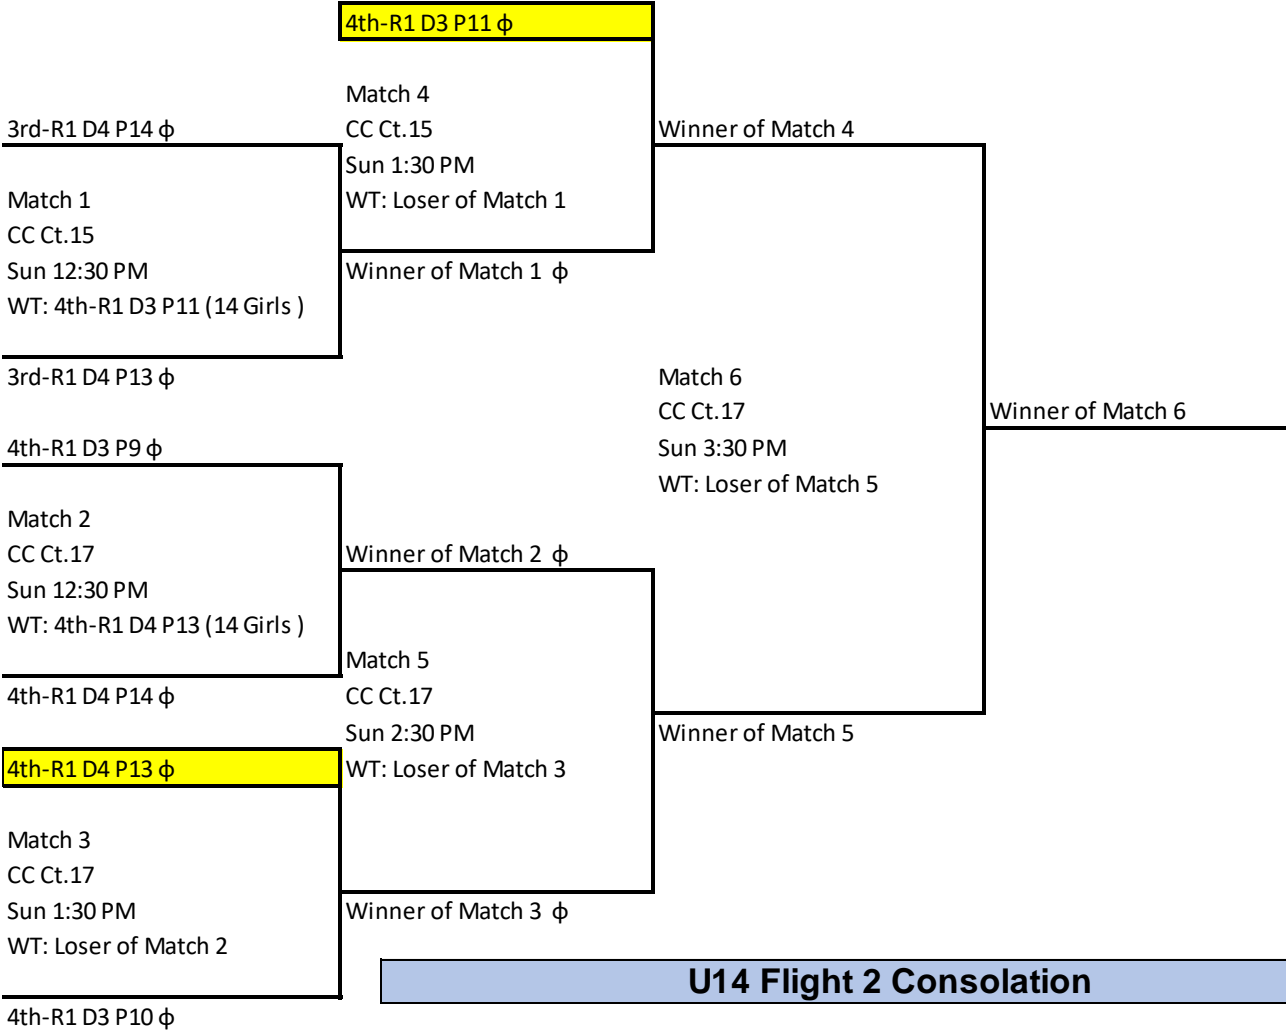 4th-R1 D3 P11 ф
Match 4
3rd-R1 D4 P14 ф
CC Ct.15
Winner of Match 4
Sun 1:30 PM
Match 1
WT: Loser of Match 1
CC Ct.15
Sun 12:30 PM
Winner of Match 1 ф
WT: 4th-R1 D3 P11 (14 Girls )
3rd-R1 D4 P13 ф
Match 6
CC Ct.17
Winner of Match 6
4th-R1 D3 P9 ф
Sun 3:30 PM
WT: Loser of Match 5
Match 2
CC Ct.17
Winner of Match 2 ф
Sun 12:30 PM
WT: 4th-R1 D4 P13 (14 Girls )
Match 5
4th-R1 D4 P14 ф
CC Ct.17
Sun 2:30 PM
Winner of Match 5
4th-R1 D4 P13 ф
WT: Loser of Match 3
Match 3
CC Ct.17
Sun 1:30 PM
Winner of Match 3 ф
WT: Loser of Match 2
U14 Flight 2 Consolation
4th-R1 D3 P10 ф